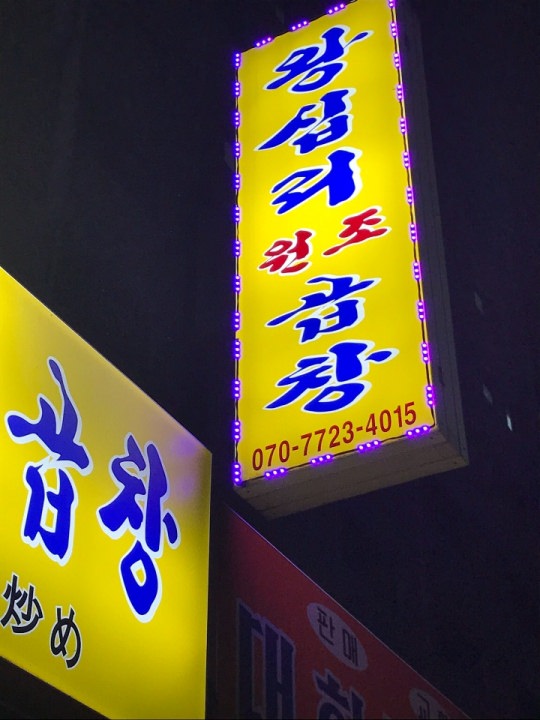 왕십리
원조
곱창
070-7723-4015
곱창
炒め
판매